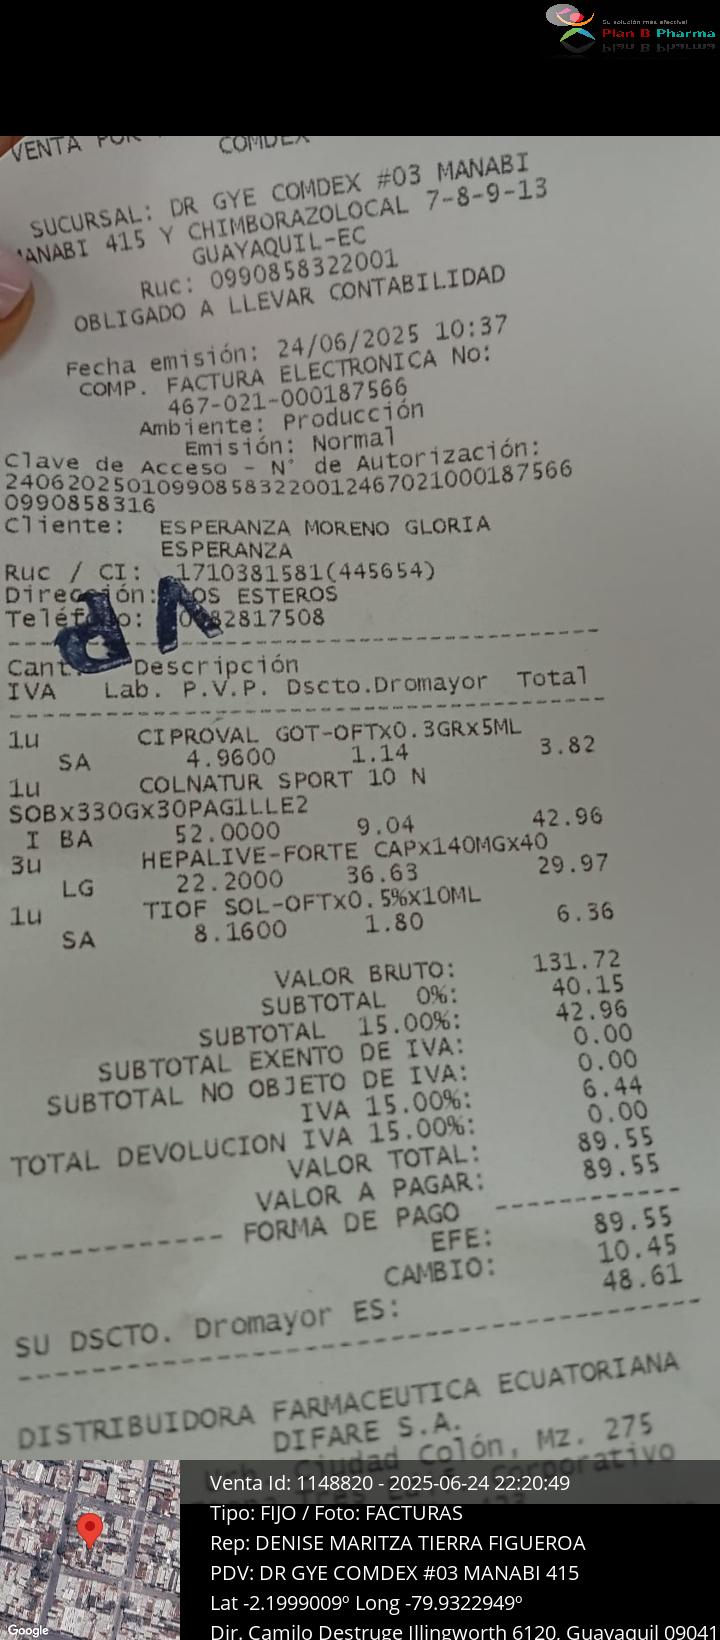 Su solución más efectiva!
Plan B Pharma
VENTA POR
COMDEX
SUCURSAL: DR GYE COMDEX #03 MANABI
MANABI 415 Y CHIMBORAZOLOCAL 7-8-9-13
GUAYAQUIL-EC
Ruc: 0990858322001
OBLIGADO A LLEVAR CONTABILIDAD
Fecha emisión: 24/06/2025 10:37
COMP. FACTURA ELECTRONICA No:
467-021-000187566
Ambiente: Producción
Emisión: Normal
Clave de Acceso - N° de Autorización:
240620250109908583220012467021000187566
0990858316
Cliente: ESPERANZA MORENO GLORIA
ESPERANZA
Ruc / CI: 1710381581(445654)
Dirección: LOS ESTEROS
Teléfono: 0982817508
Cant. Descripción
IVA Lab. P.V.P. Dscto.Dromayor Total
1u CIPROVAL GOT-OFTx0.3GRx5ML
SA 4.9600 1.14 3.82
1u COLNATUR SPORT 10 N
SOBx330Gx30PAG1LLE2
I BA 52.0000 9.04 42.96
3u HEPALIVE-FORTE CAPx140MGx40
LG 22.2000 36.63 29.97
1u TIOF SOL-OFTx0.5%x10ML
SA 8.1600 1.80 6.36
VALOR BRUTO: 131.72
SUBTOTAL 0%: 40.15
SUBTOTAL 15.00%: 42.96
SUBTOTAL EXENTO DE IVA: 0.00
SUBTOTAL NO OBJETO DE IVA: 0.00
IVA 15.00%: 6.44
TOTAL DEVOLUCION IVA 15.00%: 0.00
VALOR TOTAL: 89.55
VALOR A PAGAR: 89.55
FORMA DE PAGO
EFE: 89.55
CAMBIO: 10.45
SU DSCTO. Dromayor ES: 48.61
DISTRIBUIDORA FARMACEUTICA ECUATORIANA
DIFARE S.A.
Urb. Ciudad Colón, Mz. 275
Corporativo
Venta Id: 1148820 - 2025-06-24 22:20:49
Tipo: FIJO / Foto: FACTURAS
Rep: DENISE MARITZA TIERRA FIGUEROA
PDV: DR GYE COMDEX #03 MANABI 415
Lat -2.1999009º Long -79.9322949º
Dir. Camilo Destruge Illingworth 6120, Guayaquil 09041
Google